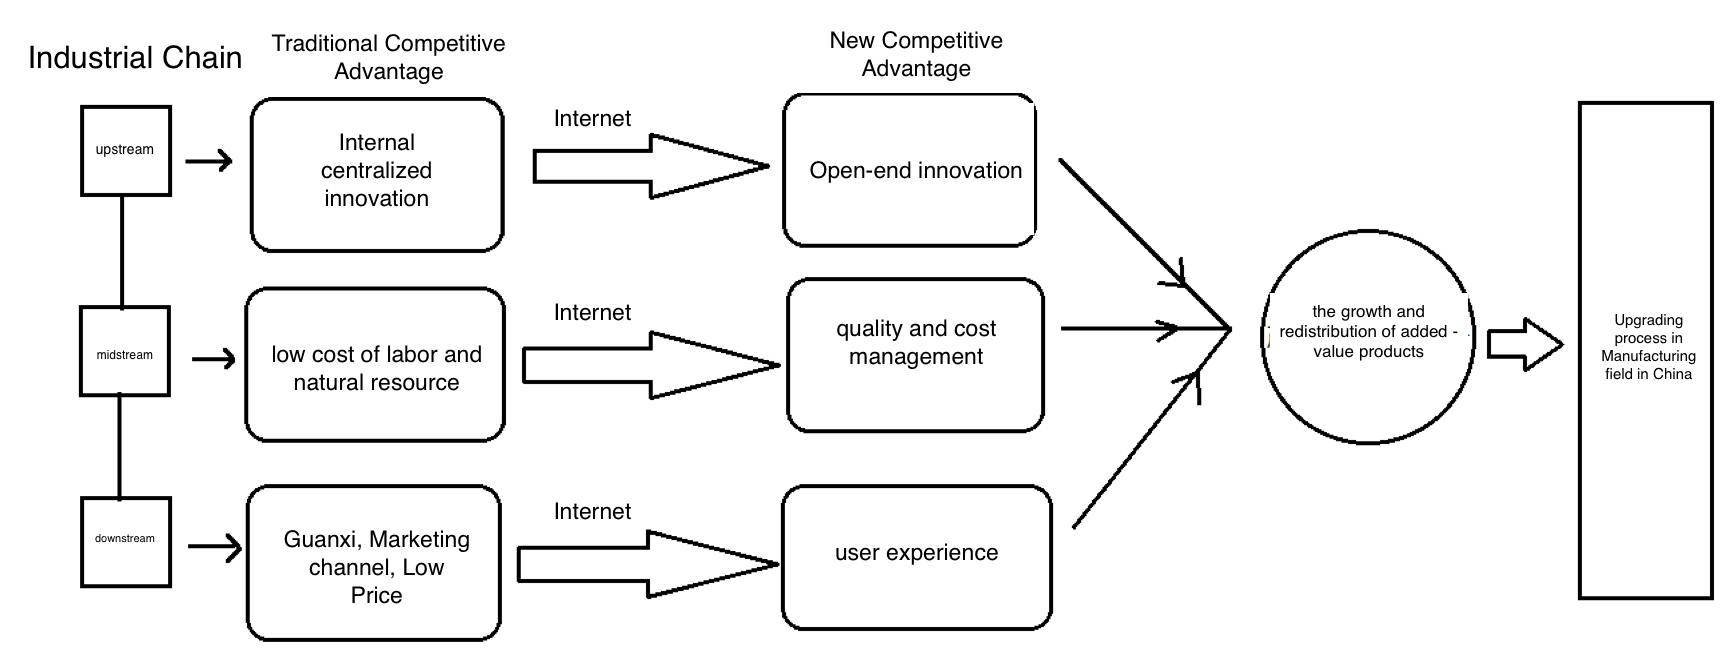 Industrial Chain
Traditional Competitive
Advantage
New Competitive
Advantage
upstream
Internal
centralized
innovation
Internet
Open-end innovation
midstream
low cost of labor and
natural resource
Internet
quality and cost
management
downstream
Guanxi, Marketing
channel, Low
Price
Internet
user experience
the growth and
redistribution of added -
value products
Upgrading
process in
Manufacturing
field in China